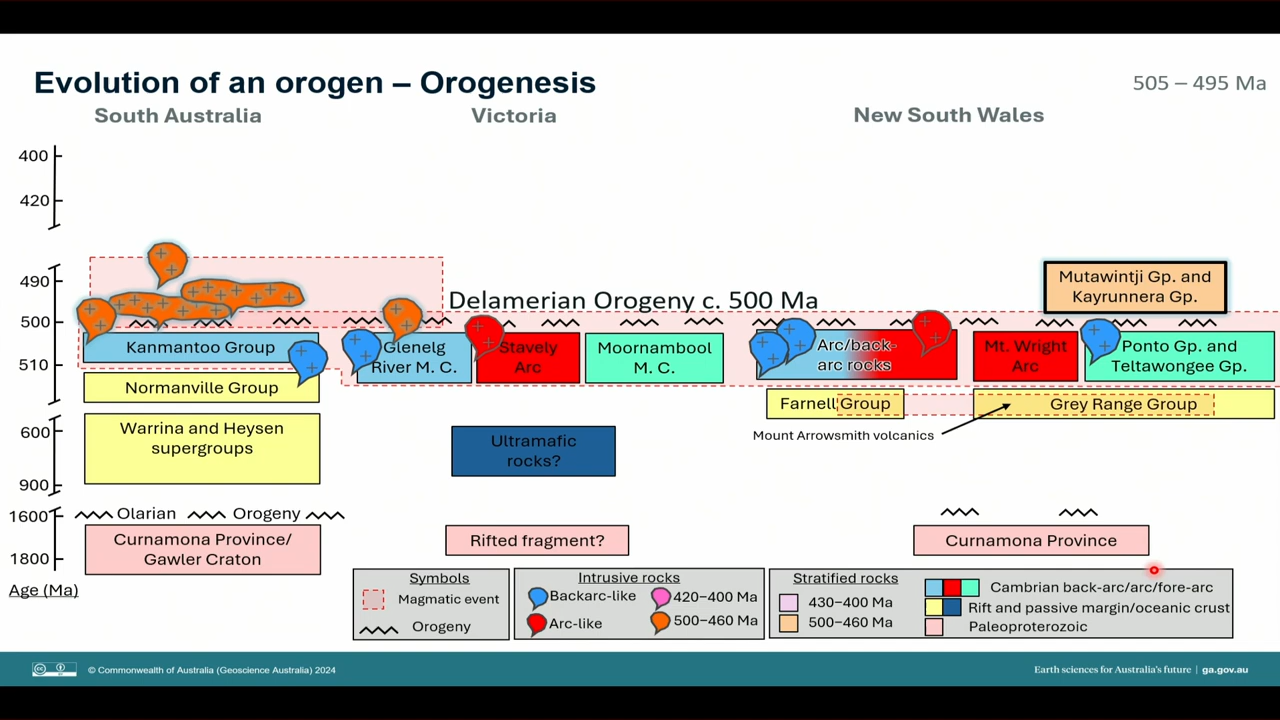 Evolution of an orogen – Orogenesis
505 – 495 Ma
South Australia
Victoria
New South Wales
400
420
490
500
510
600
900
1600
1800
Age (Ma)
Delamerian Orogeny c. 500 Ma
Mutawintji Gp. and
Kayrunnera Gp.
Kanmantoo Group
Glenelg
River M. C.
Stavely
Arc
Moornambool
M. C.
Arc/back-
arc rocks
Mt. Wright
Arc
Ponto Gp. and
Teltawongee Gp.
Normanville Group
Farnell Group
Grey Range Group
Mount Arrowsmith volcanics
Warrina and Heysen
supergroups
Ultramafic
rocks?
Olarian Orogeny
Curnamona Province/
Gawler Craton
Rifted fragment?
Curnamona Province
Symbols
Magmatic event
Orogeny
Intrusive rocks
Backarc-like
420–400 Ma
Arc-like
500–460 Ma
Stratified rocks
430–400 Ma
500–460 Ma
Cambrian back-arc/arc/fore-arc
Rift and passive margin/oceanic crust
Paleoproterozoic
© Commonwealth of Australia (Geoscience Australia) 2024
Earth sciences for Australia's future | ga.gov.au